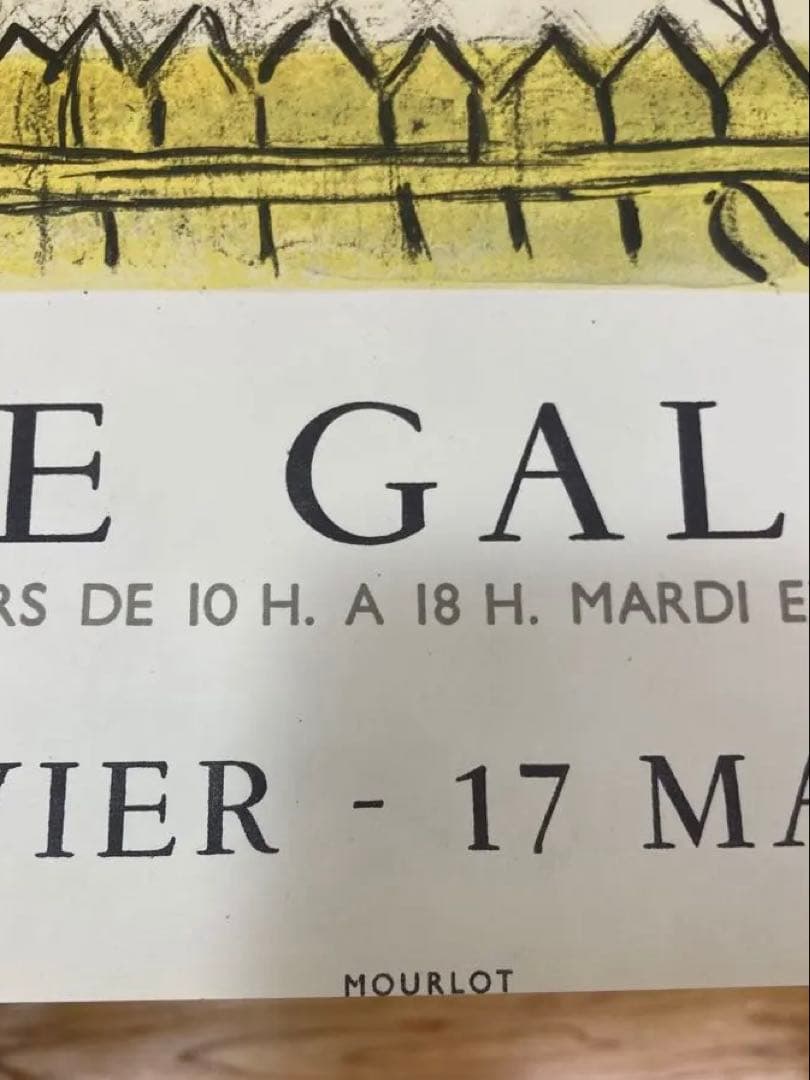 E GAL
RS DE 10 H. A 18 H. MARDI E
VIER - 17 MA
MOURLOT